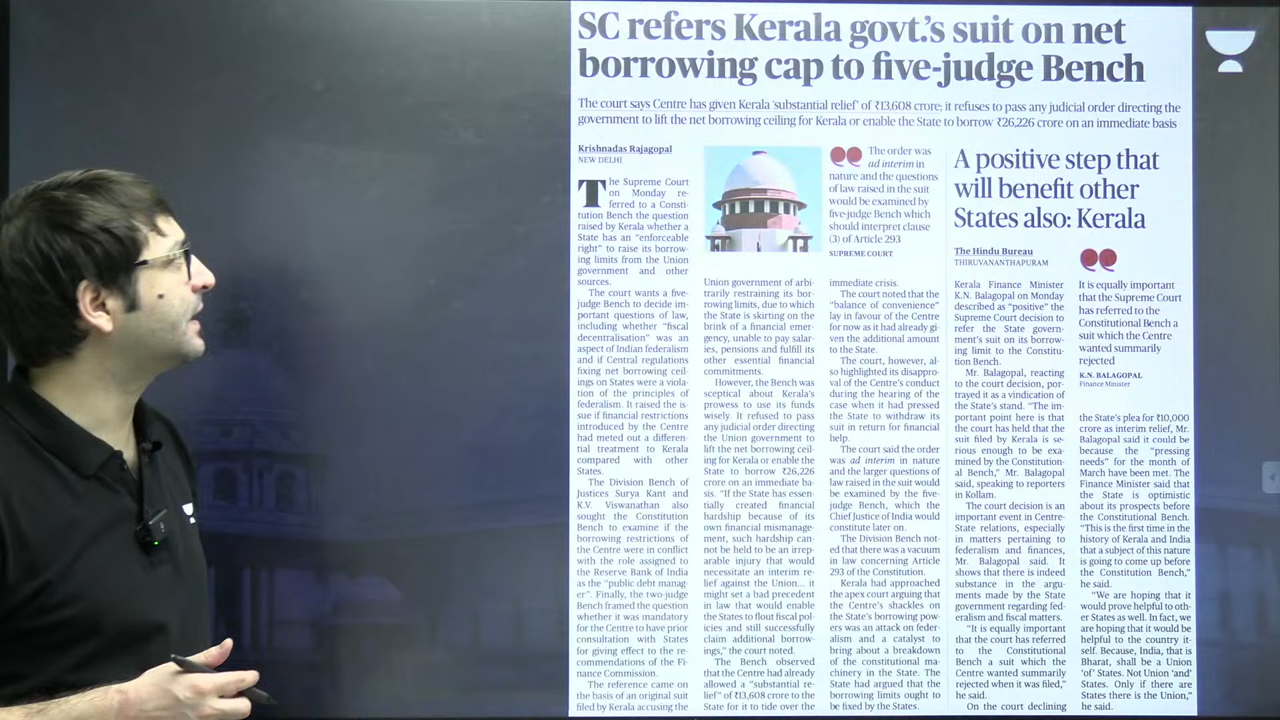 SC refers Kerala govt.'s suit on net
borrowing cap to five-judge Bench
The court says Centre has given Kerala 'substantial relief' of ₹13,608 crore; it refuses to pass any judicial order directing the
government to lift the net borrowing ceiling for Kerala or enable the State to borrow ₹26,226 crore on an immediate basis
Krishnadas Rajagopal
NEW DELHI
The Supreme Court
on Monday re-
ferred to a Consti-
tution Bench the question
raised by Kerala whether a
State has an "enforceable
right" to raise its borrow-
ing limits from the Union
government and other
sources.
The court wants a five-
judge Bench to decide im-
portant questions of law,
including whether "fiscal
decentralisation" was an
aspect of Indian federalism
and if Central regulations
fixing net borrowing ceil-
ings on States were a viola-
tion of the principles of
federalism. It raised the is-
sue if financial restrictions
introduced by the Centre
had meted out a differen-
tial treatment to Kerala
compared with other
States.
The Division Bench of
Justices Surya Kant and
K.V. Viswanathan also
sought the Constitution
Bench to examine if the
borrowing restrictions of
the Centre were in conflict
with the role assigned to
the Reserve Bank of India
as the "public debt manag-
er". Finally, the two-judge
Bench framed the question
whether it was mandatory
for the Centre to have prior
consultation with States
for giving effect to the re-
commendations of the Fi-
nance Commission.
The reference came on
the basis of an original suit
filed by Kerala accusing the
Union government of arbi-
trarily restraining its bor-
rowing limits, due to which
the State is skirting on the
brink of a financial emer-
gency, unable to pay salar-
ies, pensions and fulfill its
other essential financial
commitments.
However, the Bench was
sceptical about Kerala's
prowess to use its funds
wisely. It refused to pass
any judicial order directing
the Union government to
lift the net borrowing ceil-
ing for Kerala or enable the
State to borrow ₹26,226
crore on an immediate ba-
sis. "If the State has essen-
tially created financial
hardship because of its
own financial mismanage-
ment, such hardship can-
not be held to be an irrep-
arable injury that would
necessitate an interim re-
lief against the Union... it
might set a bad precedent
in law that would enable
the States to flout fiscal pol-
icies and still successfully
claim additional borrow-
ings," the court noted.
The Bench observed
that the Centre had already
allowed a "substantial re-
lief" of ₹13,608 crore to the
State for it to tide over the
The order was
ad interim in
nature and the questions
of law raised in the suit
would be examined by
five-judge Bench which
should interpret clause
(3) of Article 293
SUPREME COURT
immediate crisis.
The court noted that the
"balance of convenience"
lay in favour of the Centre
for now as it had already gi-
ven the additional amount
to the State.
The court, however, al-
so highlighted its disappro-
val of the Centre's conduct
during the hearing of the
case when it had pressed
the State to withdraw its
suit in return for financial
help.
The court said the order
was ad interim in nature
and the larger questions of
law raised in the suit would
be examined by the five-
judge Bench, which the
Chief Justice of India would
constitute later on.
The Division Bench not-
ed that there was a vacuum
in law concerning Article
293 of the Constitution.
Kerala had approached
the apex court arguing that
the Centre's shackles on
the State's borrowing pow-
ers was an attack on feder-
alism and a catalyst to
bring about a breakdown
of the constitutional ma-
chinery in the State. The
State had argued that the
borrowing limits ought to
be fixed by the States.
A positive step that
will benefit other
States also: Kerala
The Hindu Bureau
THIRUVANANTHAPURAM
Kerala Finance Minister
K.N. Balagopal on Monday
described as "positive" the
Supreme Court decision to
refer the State govern-
ment's suit on its borrow-
ing limit to the Constitu-
tion Bench.
Mr. Balagopal, reacting
to the court decision, por-
trayed it as a vindication of
the State's stand. "The im-
portant point here is that
the court has held that the
suit filed by Kerala is se-
rious enough to be exa-
mined by the Constitution-
al Bench," Mr. Balagopal
said, speaking to reporters
in Kollam.
The court decision is an
important event in Centre-
State relations, especially
in matters pertaining to
federalism and finances,
Mr. Balagopal said. It
shows that there is indeed
substance in the argu-
ments made by the State
government regarding fed-
eralism and fiscal matters.
"It is equally important
that the court has referred
to the Constitutional
Bench a suit which the
Centre wanted summarily
rejected when it was filed,"
he said.
On the court declining
It is equally important
that the Supreme Court
has referred to the
Constitutional Bench a
suit which the Centre
wanted summarily
rejected
K.N. BALAGOPAL
Finance Minister
the State's plea for ₹10,000
crore as interim relief, Mr.
Balagopal said it could be
because the "pressing
needs" for the month of
March have been met. The
Finance Minister said that
the State is optimistic
about its prospects before
the Constitutional Bench.
"This is the first time in the
history of Kerala and India
that a subject of this nature
is going to come up before
the Constitution Bench,"
he said.
"We are hoping that it
would prove helpful to oth-
er States as well. In fact, we
are hoping that it would be
helpful to the country it-
self. Because, India, that is
Bharat, shall be a Union
'of' States. Not Union 'and'
States. Only if there are
States there is the Union,"
he said.